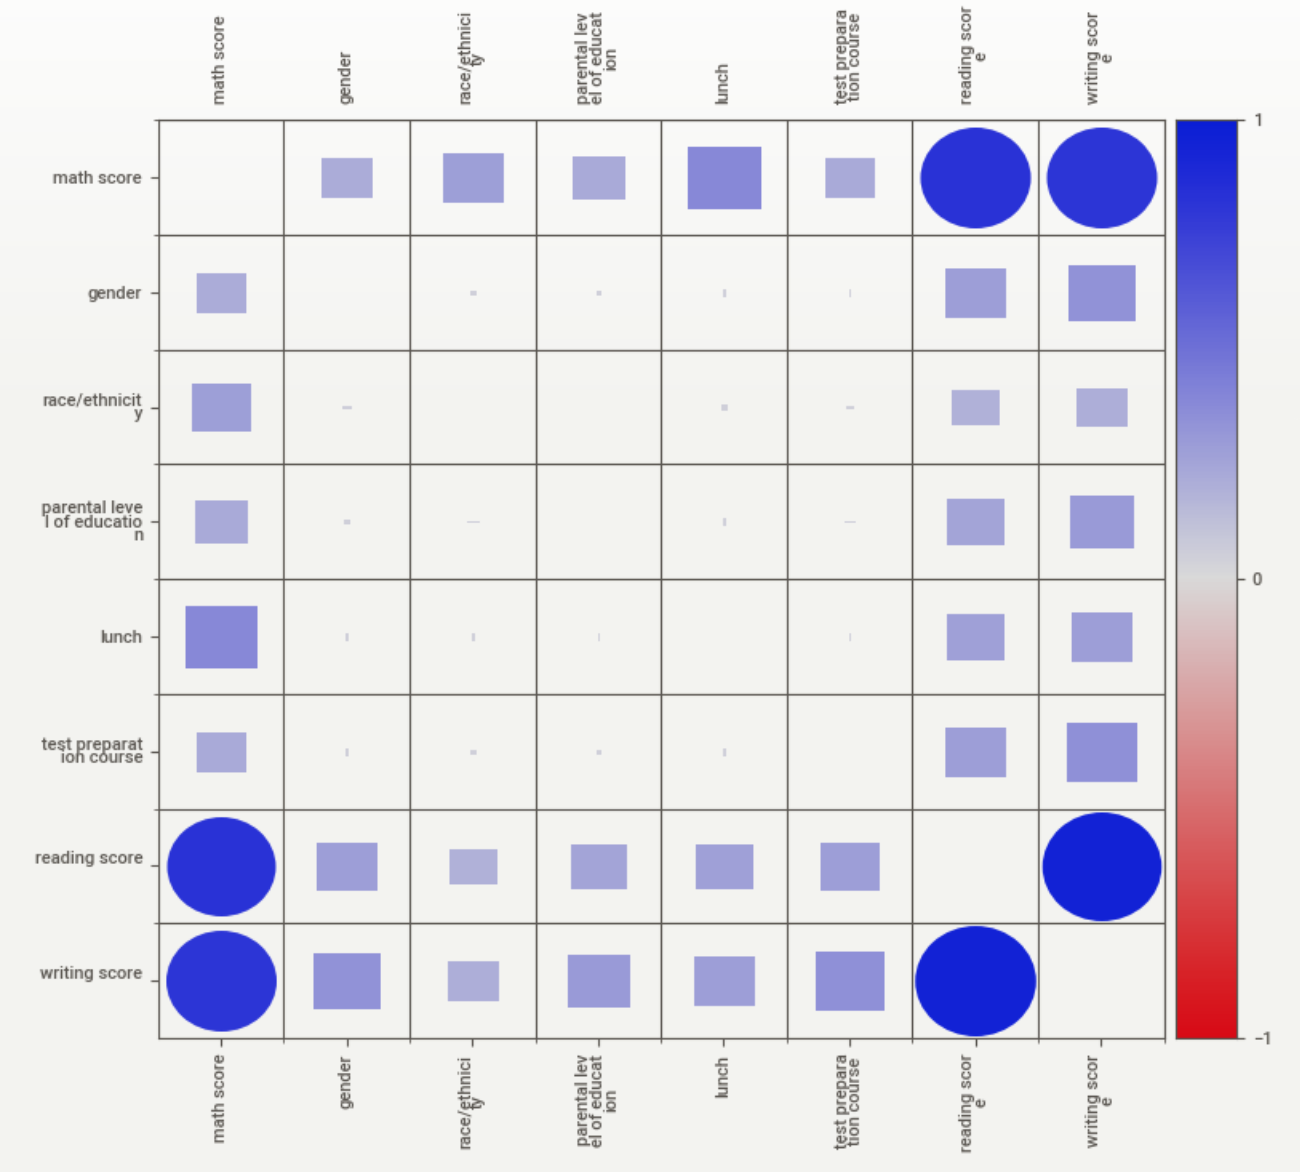 math score
gender
race/ethnici
ty
parental lev
el of educat
ion
lunch
test prepara
tion course
reading scor
e
writing scor
e
1
math score
gender
race/ethnicit
y
parental leve
l of educatio
n
0
lunch
test preparat
ion course
reading score
writing score
-1
math score
gender
race/ethnici
ty
parental lev
el of educat
ion
lunch
test prepara
tion course
reading scor
e
writing scor
e